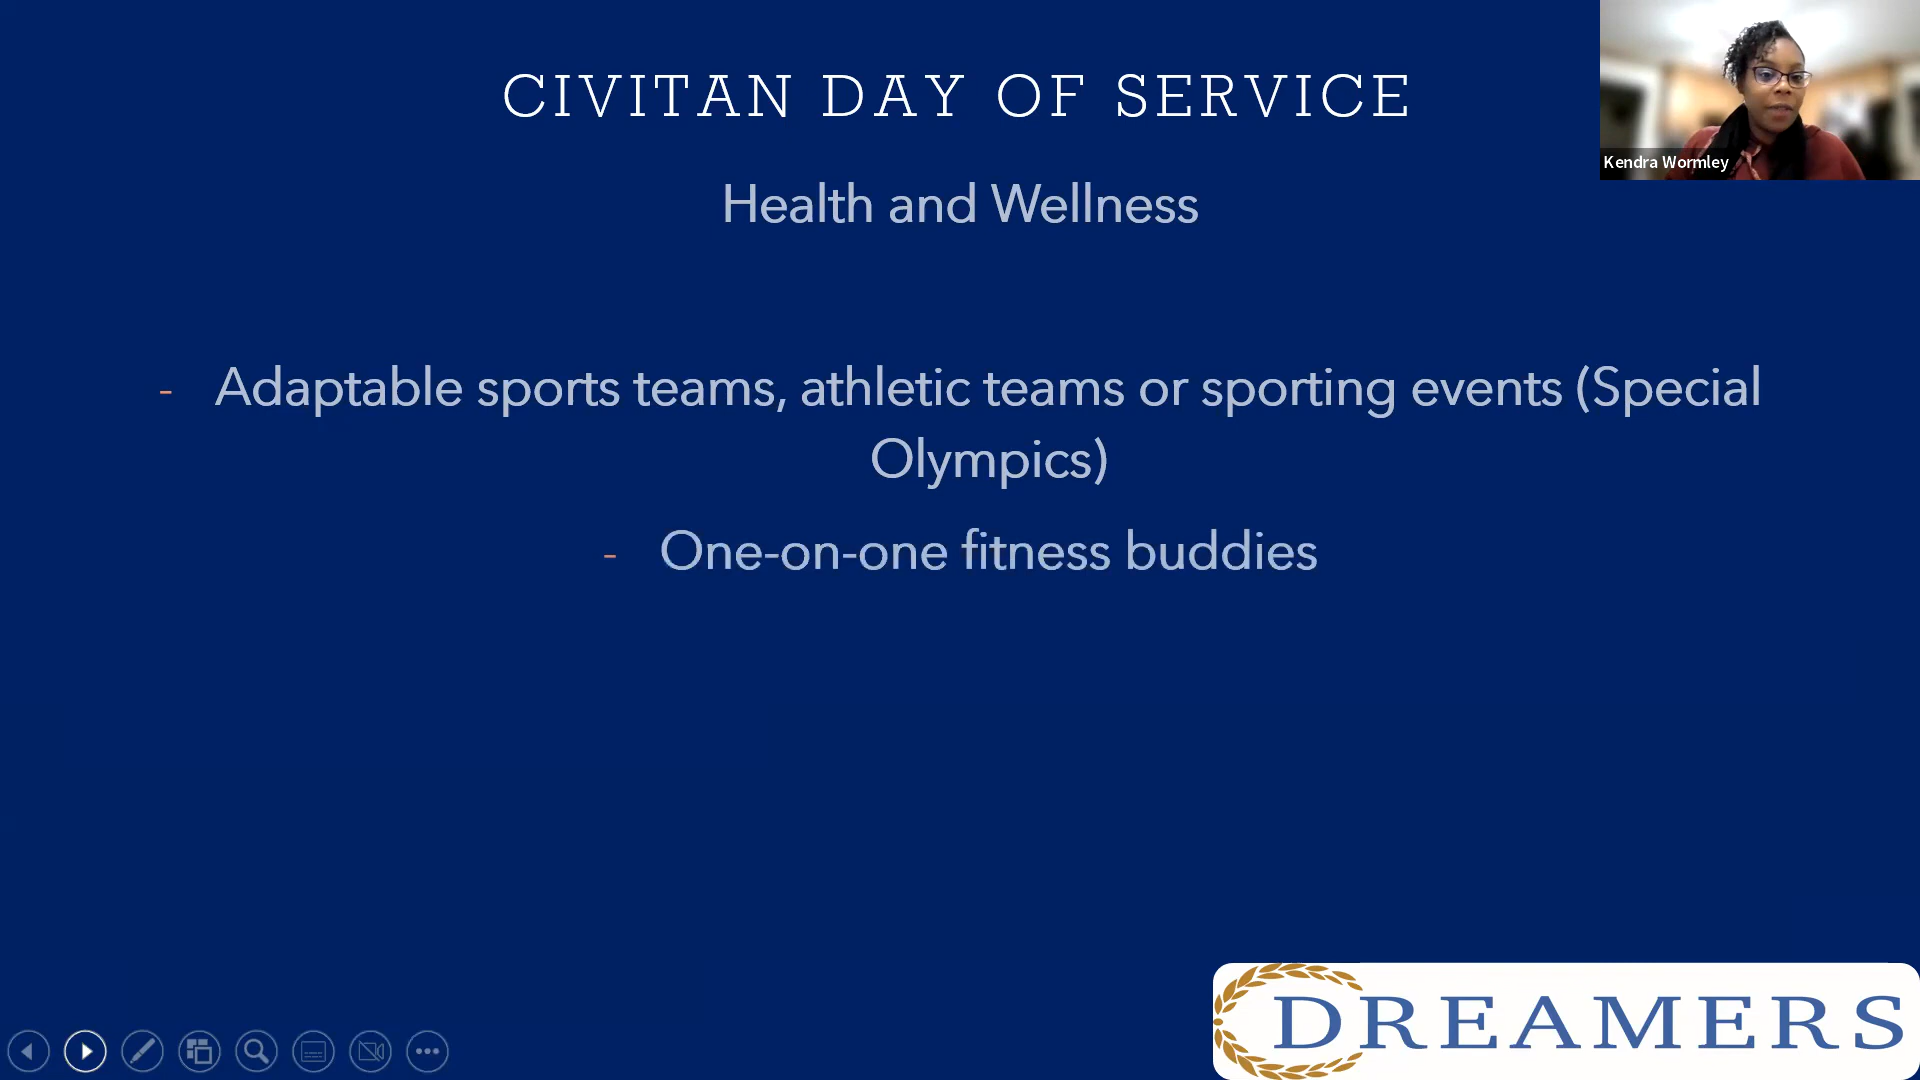 CIVITAN DAY OF SERVICE
Kendra Wormley
Health and Wellness
- Adaptable sports teams, athletic teams or sporting events (Special
Olympics)
- One-on-one fitness buddies
DREAMERS